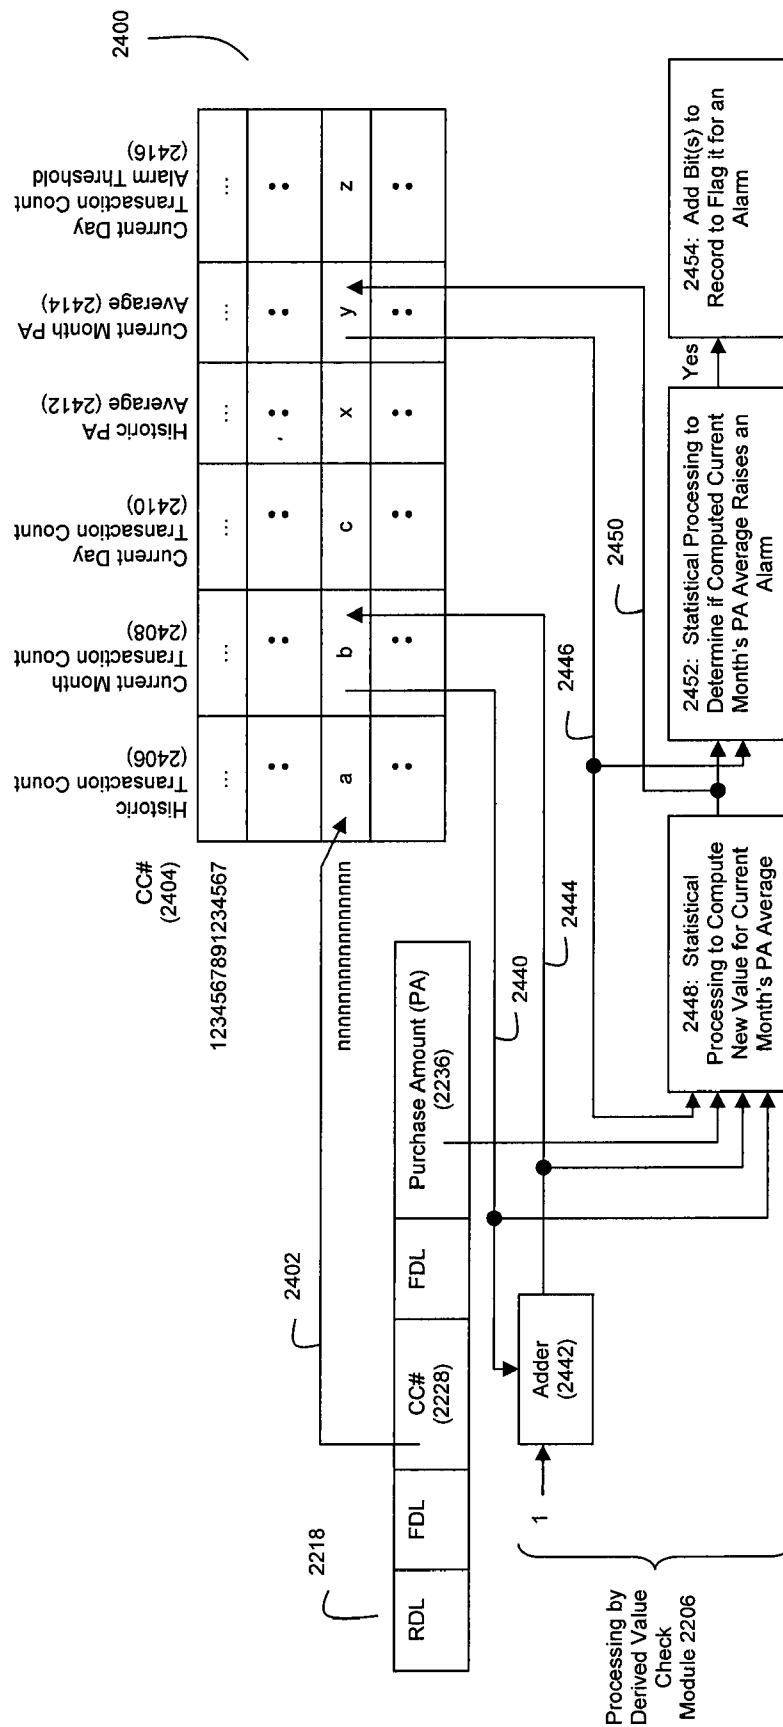 2400
CC#
(2404)
Historic
Transaction Count
(2406)
Current Month
Transaction Count
(2408)
Current Day
Transaction Count
(2410)
Historic PA
Average (2412)
Current Month PA
Average (2414)
Current Day
Transaction Count
Alarm Threshold
(2416)
1234567891234567
...
...
...
...
...
...
nnnnnnnnnnnnnnnn
a
b
c
x
y
z
2402
2218
RDL
FDL
CC#
(2228)
FDL
Purchase Amount (PA)
(2236)
2440
2444
2446
2450
1
Adder
(2442)
Processing by
Derived Value
Check
Module 2206
2448: Statistical
Processing to Compute
New Value for Current
Month's PA Average
2452: Statistical Processing to
Determine if Computed Current
Month's PA Average Raises an
Alarm
Yes
2454: Add Bit(s) to
Record to Flag it for an
Alarm